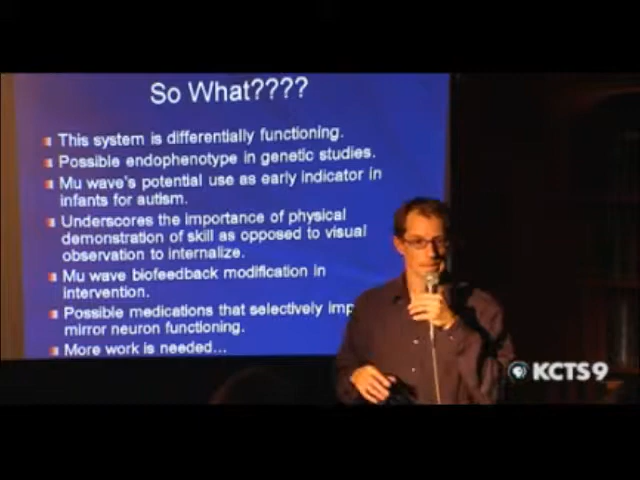 So What????
This system is differentially functioning.
Possible endophenotype in genetic studies.
Mu wave's potential use as early indicator in
infants for autism.
Underscores the importance of physical
demonstration of skill as opposed to visual
observation to internalize.
Mu wave biofeedback modification in
intervention.
Possible medications that selectively imp
mirror neuron functioning.
More work is needed...
KCTS9